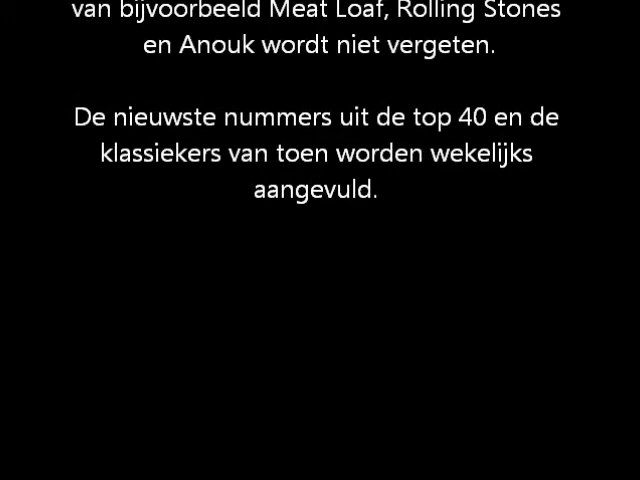 van bijvoorbeeld Meat Loaf, Rolling Stones
en Anouk wordt niet vergeten.
De nieuwste nummers uit de top 40 en de
klassiekers van toen worden wekelijks
aangevuld.